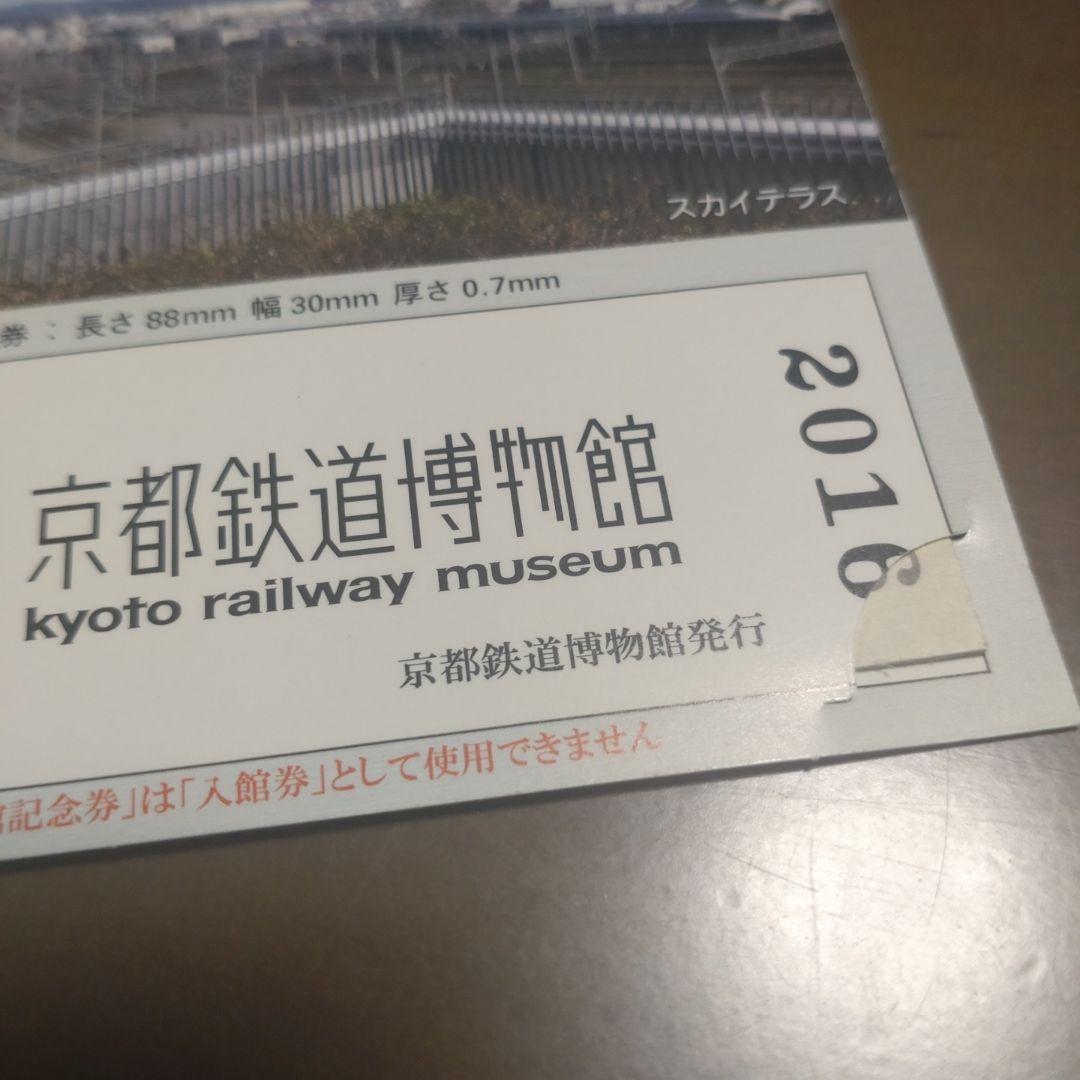 スカイテラス
券 : 長さ 88mm 幅 30mm 厚さ 0.7mm
2016
京都鉄道博物館
kyoto railway museum
京都鉄道博物館発行
記念券」は「入館券」として使用できません